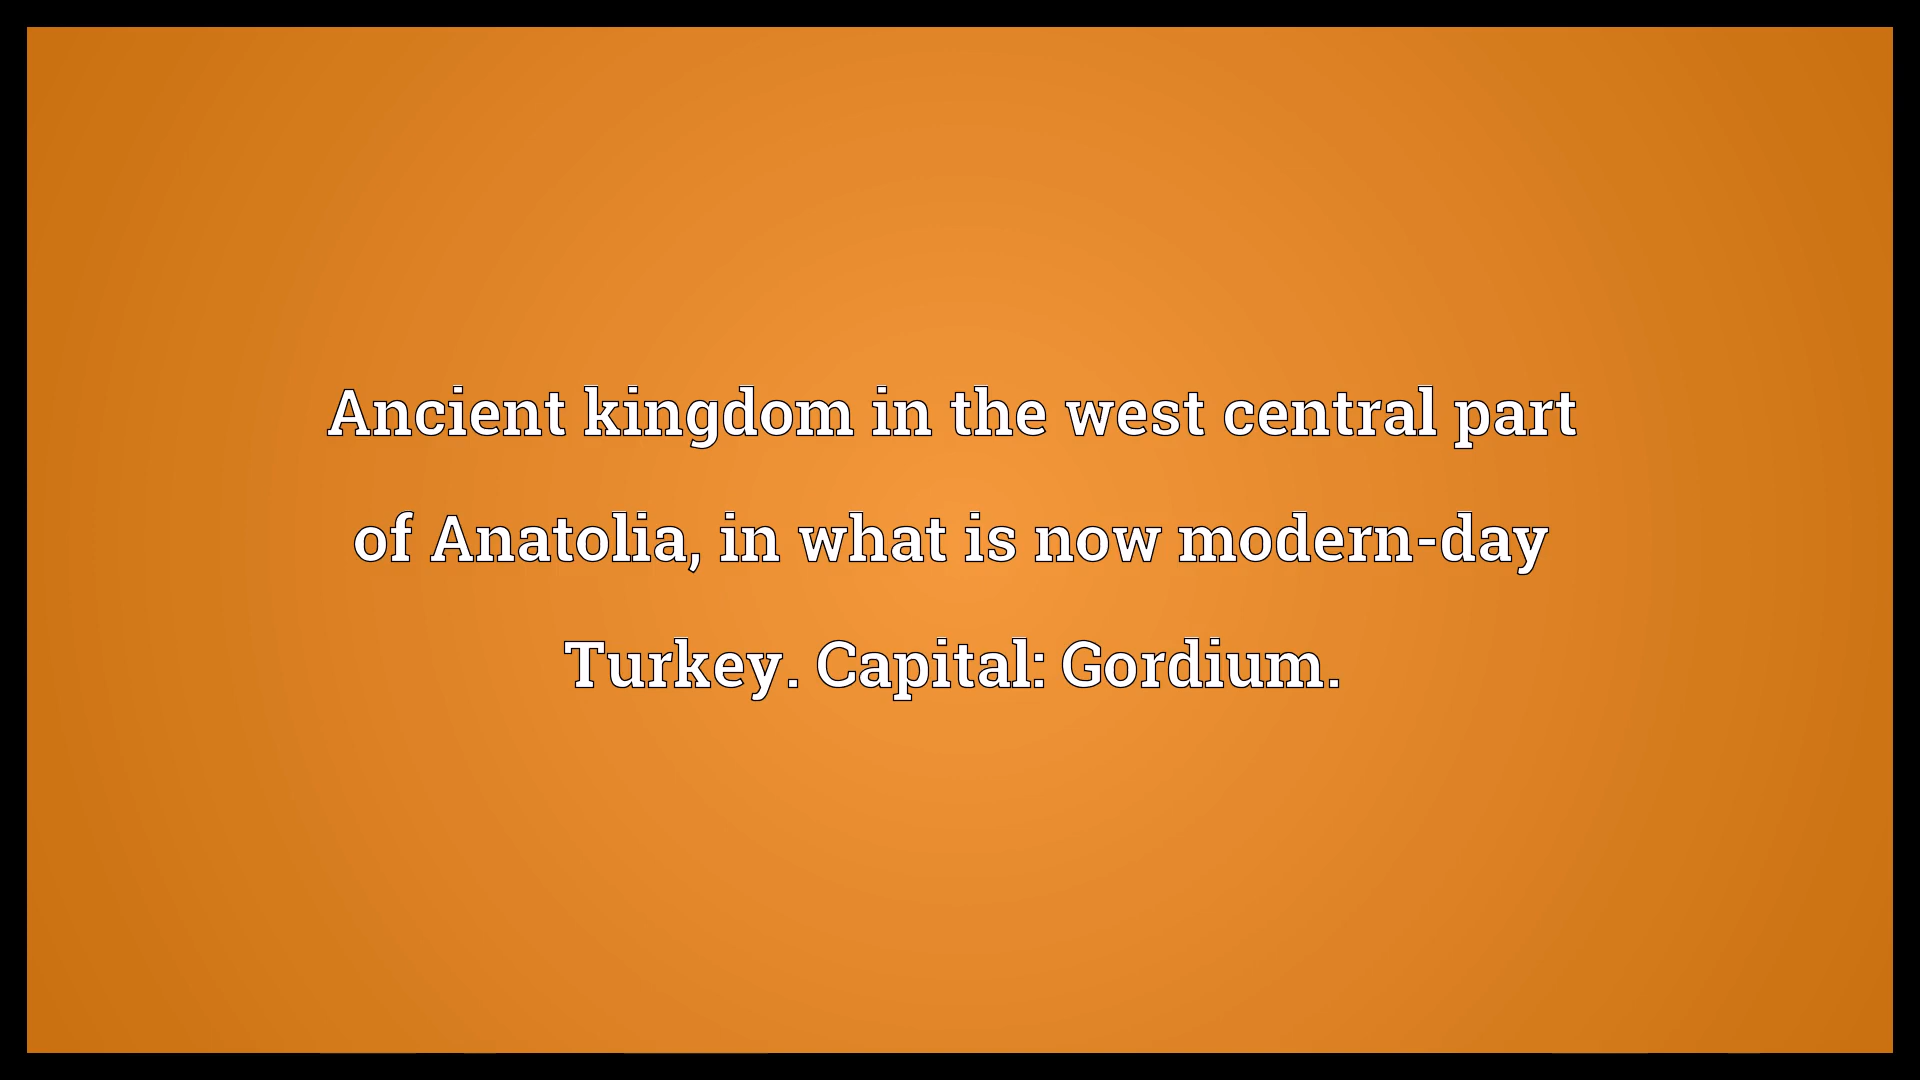 Ancient kingdom in the west central part
of Anatolia, in what is now modern-day
Turkey. Capital: Gordium.